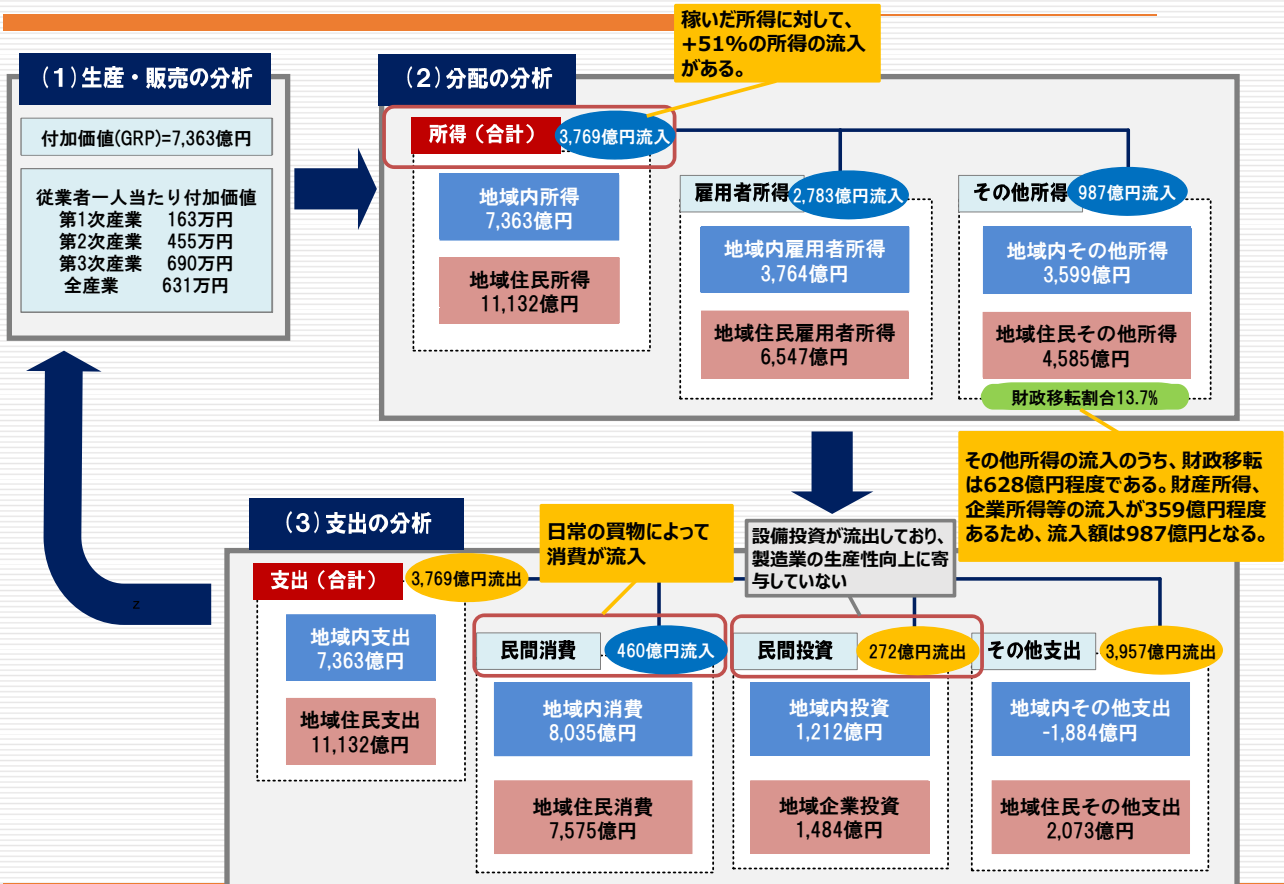 稼いだ所得に対して、
+51%の所得の流入
がある。
(1)生産・販売の分析
付加価値(GRP)=7,363億円
従業者一人当たり付加価値
第1次産業 163万円
第2次産業 455万円
第3次産業 690万円
全産業 631万円
(2)分配の分析
所得(合計)
3,769億円流入
地域内所得
7,363億円
地域住民所得
11,132億円
雇用者所得
2,783億円流入
地域内雇用者所得
3,764億円
地域住民雇用者所得
6,547億円
その他所得
987億円流入
地域内その他所得
3,599億円
地域住民その他所得
4,585億円
財政移転割合13.7%
その他所得の流入のうち、財政移転
は628億円程度である。財産所得、
企業所得等の流入が359億円程度
あるため、流入額は987億円となる。
z
(3)支出の分析
日常の買物によって
消費が流入
設備投資が流出しており、
製造業の生産性向上に寄
与していない
支出(合計)
3,769億円流出
地域内支出
7,363億円
地域住民支出
11,132億円
民間消費
460億円流入
地域内消費
8,035億円
地域住民消費
7,575億円
民間投資
272億円流出
地域内投資
1,212億円
地域企業投資
1,484億円
その他支出
3,957億円流出
地域内その他支出
-1,884億円
地域住民その他支出
2,073億円